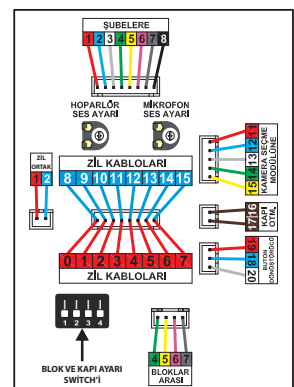 ŞUBELERE
1 2 3 4 5 6 7 8
HOPARLÖR
SES AYARI
MİKROFON
SES AYARI
ZİL
ORTAK
1 2
ZİL KABLOLARI
8 9 10 11 12 13 14 15
0 1 2 3 4 5 6 7
ZİL KABLOLARI
11
12
13
14
15
KAMERA SEÇME
MODÜLÜNE
17 16
KAPI
OTM.
19
18
20
BUTON
DÖNÜŞTÜRÜCÜ
1 2 3 4
BLOK VE KAPI AYARI
SWITCH'İ
4 5 6 7
BLOKLAR
ARASI